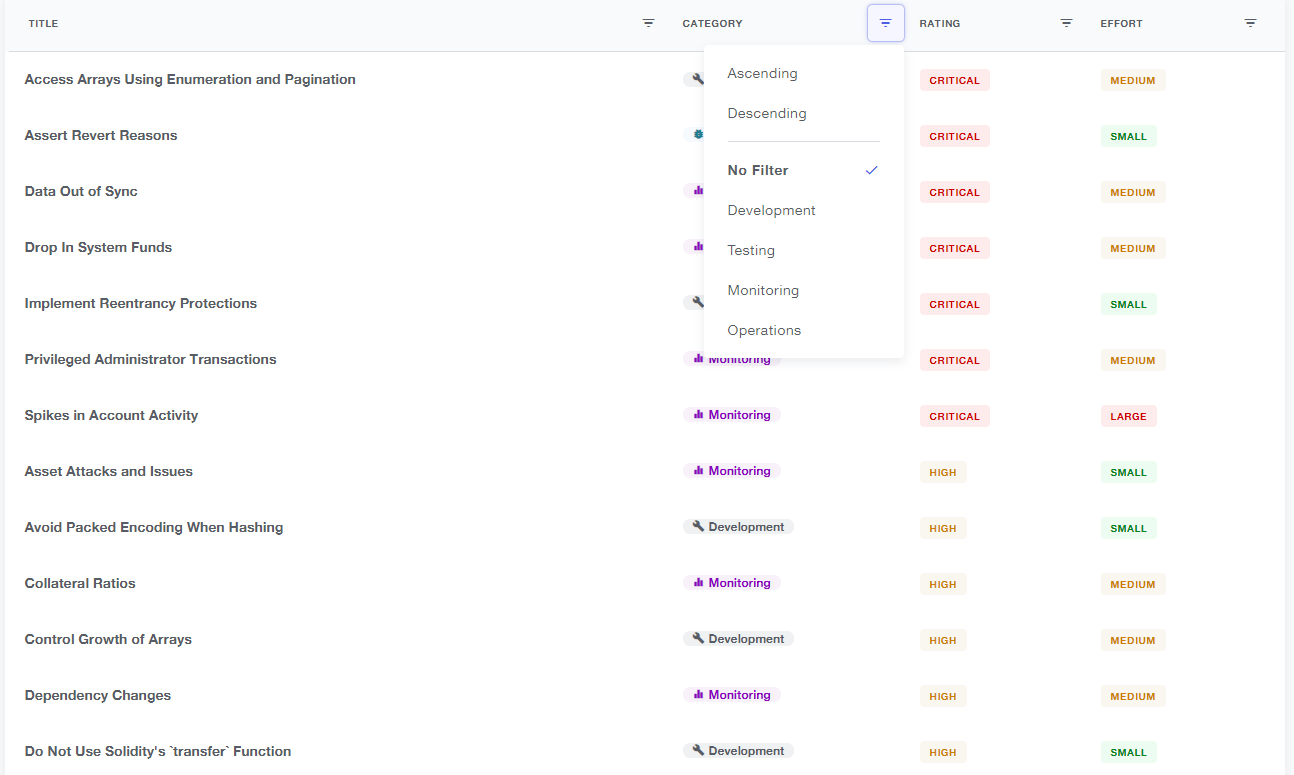 TITLE CATEGORY RATING EFFORT
Ascending
Access Arrays Using Enumeration and Pagination CRITICAL MEDIUM
Descending
Assert Revert Reasons CRITICAL SMALL
No Filter
Data Out of Sync CRITICAL MEDIUM
Development
Drop In System Funds CRITICAL MEDIUM
Testing
Monitoring
Implement Reentrancy Protections CRITICAL SMALL
Operations
Privileged Administrator Transactions Monitoring CRITICAL MEDIUM
Spikes in Account Activity Monitoring CRITICAL LARGE
Asset Attacks and Issues Monitoring HIGH SMALL
Avoid Packed Encoding When Hashing Development HIGH SMALL
Collateral Ratios Monitoring HIGH MEDIUM
Control Growth of Arrays Development HIGH MEDIUM
Dependency Changes Monitoring HIGH MEDIUM
Do Not Use Solidity's `transfer` Function Development HIGH SMALL